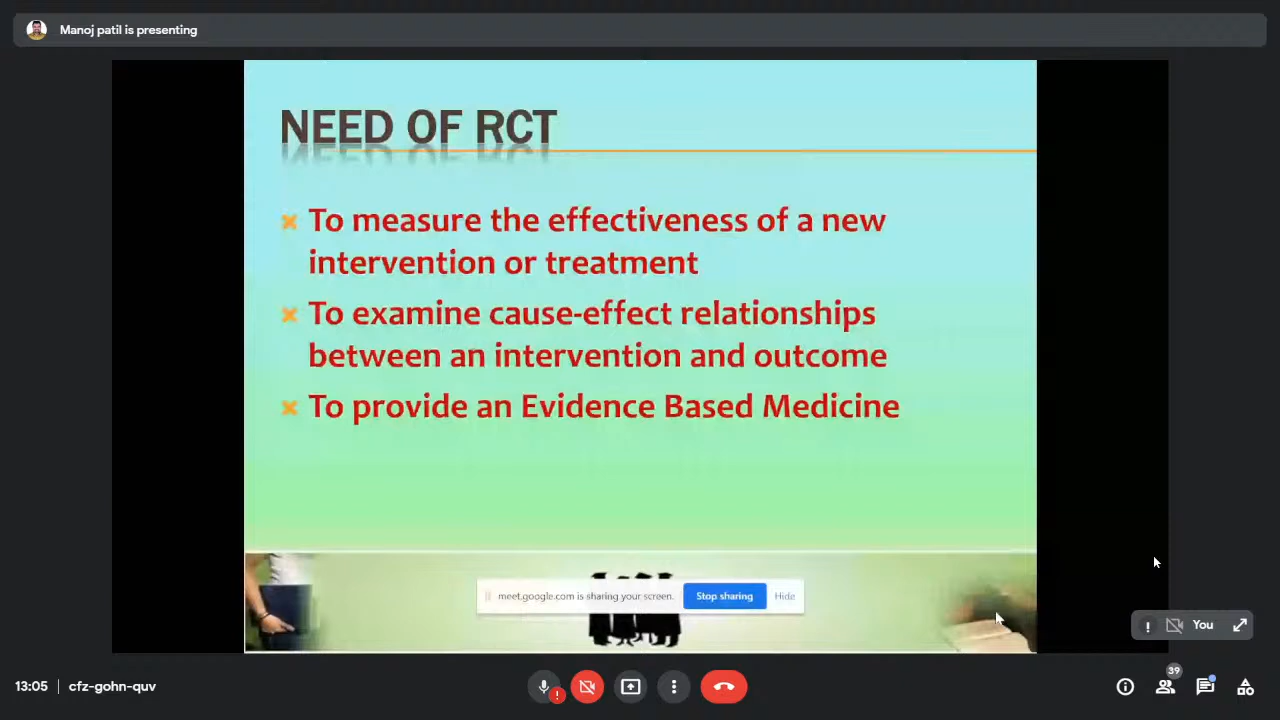 Manoj patil is presenting
NEED OF RCT
To measure the effectiveness of a new
intervention or treatment
To examine cause-effect relationships
between an intervention and outcome
To provide an Evidence Based Medicine
meet.google.com is sharing your screen.
Stop sharing
Hide
You
13:05
cfz-gohn-quv
39